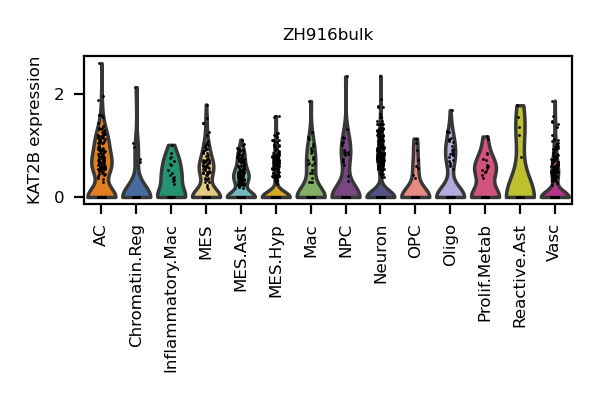 ZH916bulk
KAT2B expression
2
0
AC
Chromatin.Reg
Inflammatory.Mac
MES
MES.Ast
MES.Hyp
Mac
NPC
Neuron
OPC
Oligo
Prolif.Metab
Reactive.Ast
Vasc